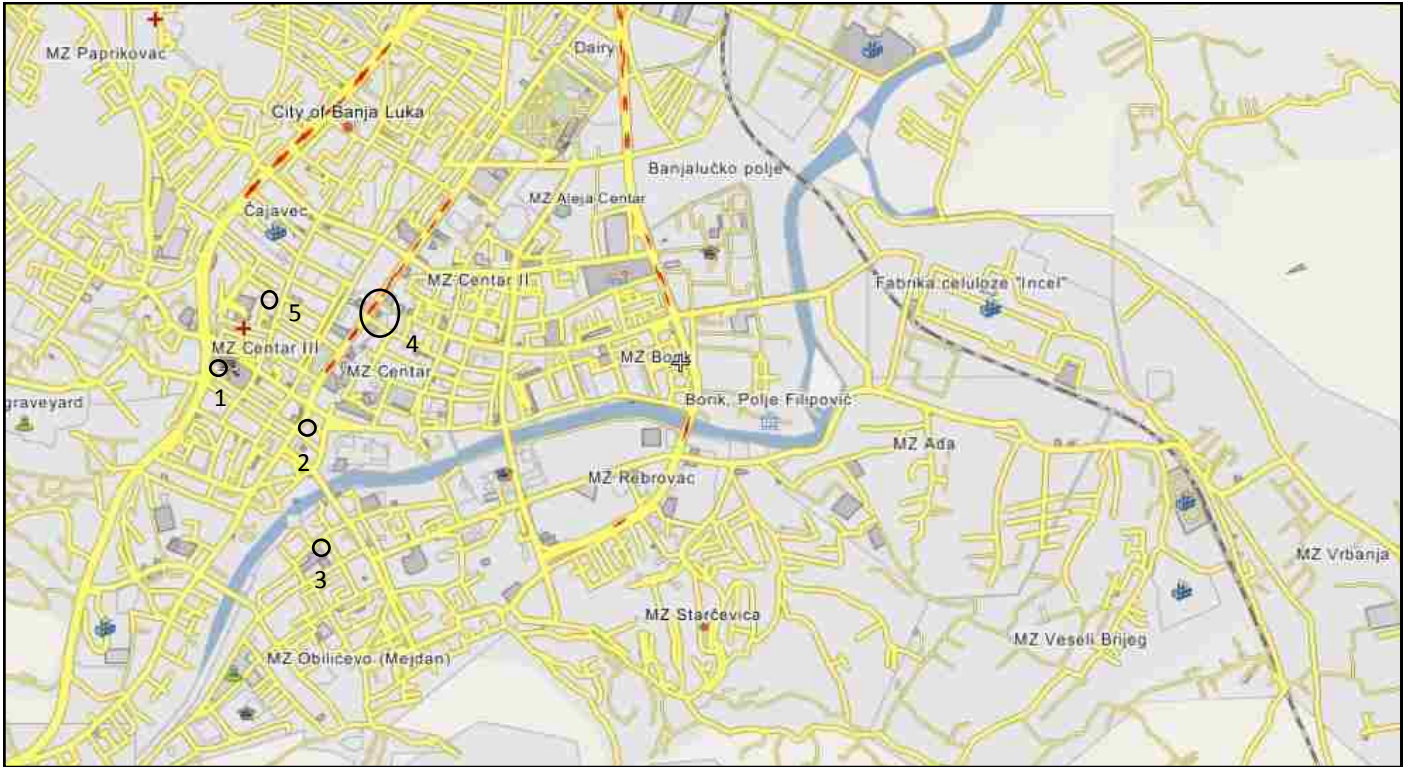 MZ Paprikovac
Dairy
City of Banja Luka
Banjalučko polje
MZ Aleja Centar
Čajavec
MZ Centar II
Fabrika celuloze "Incel"
5
4
MZ Centar III
MZ Borik
MZ Centar
1
graveyard
Borik, Polje Filipović
2
MZ Ada
MZ Rebrovac
3
MZ Vrbanja
MZ Starčevica
MZ Veseli Brijeg
MZ Obilićevo (Mejdan)